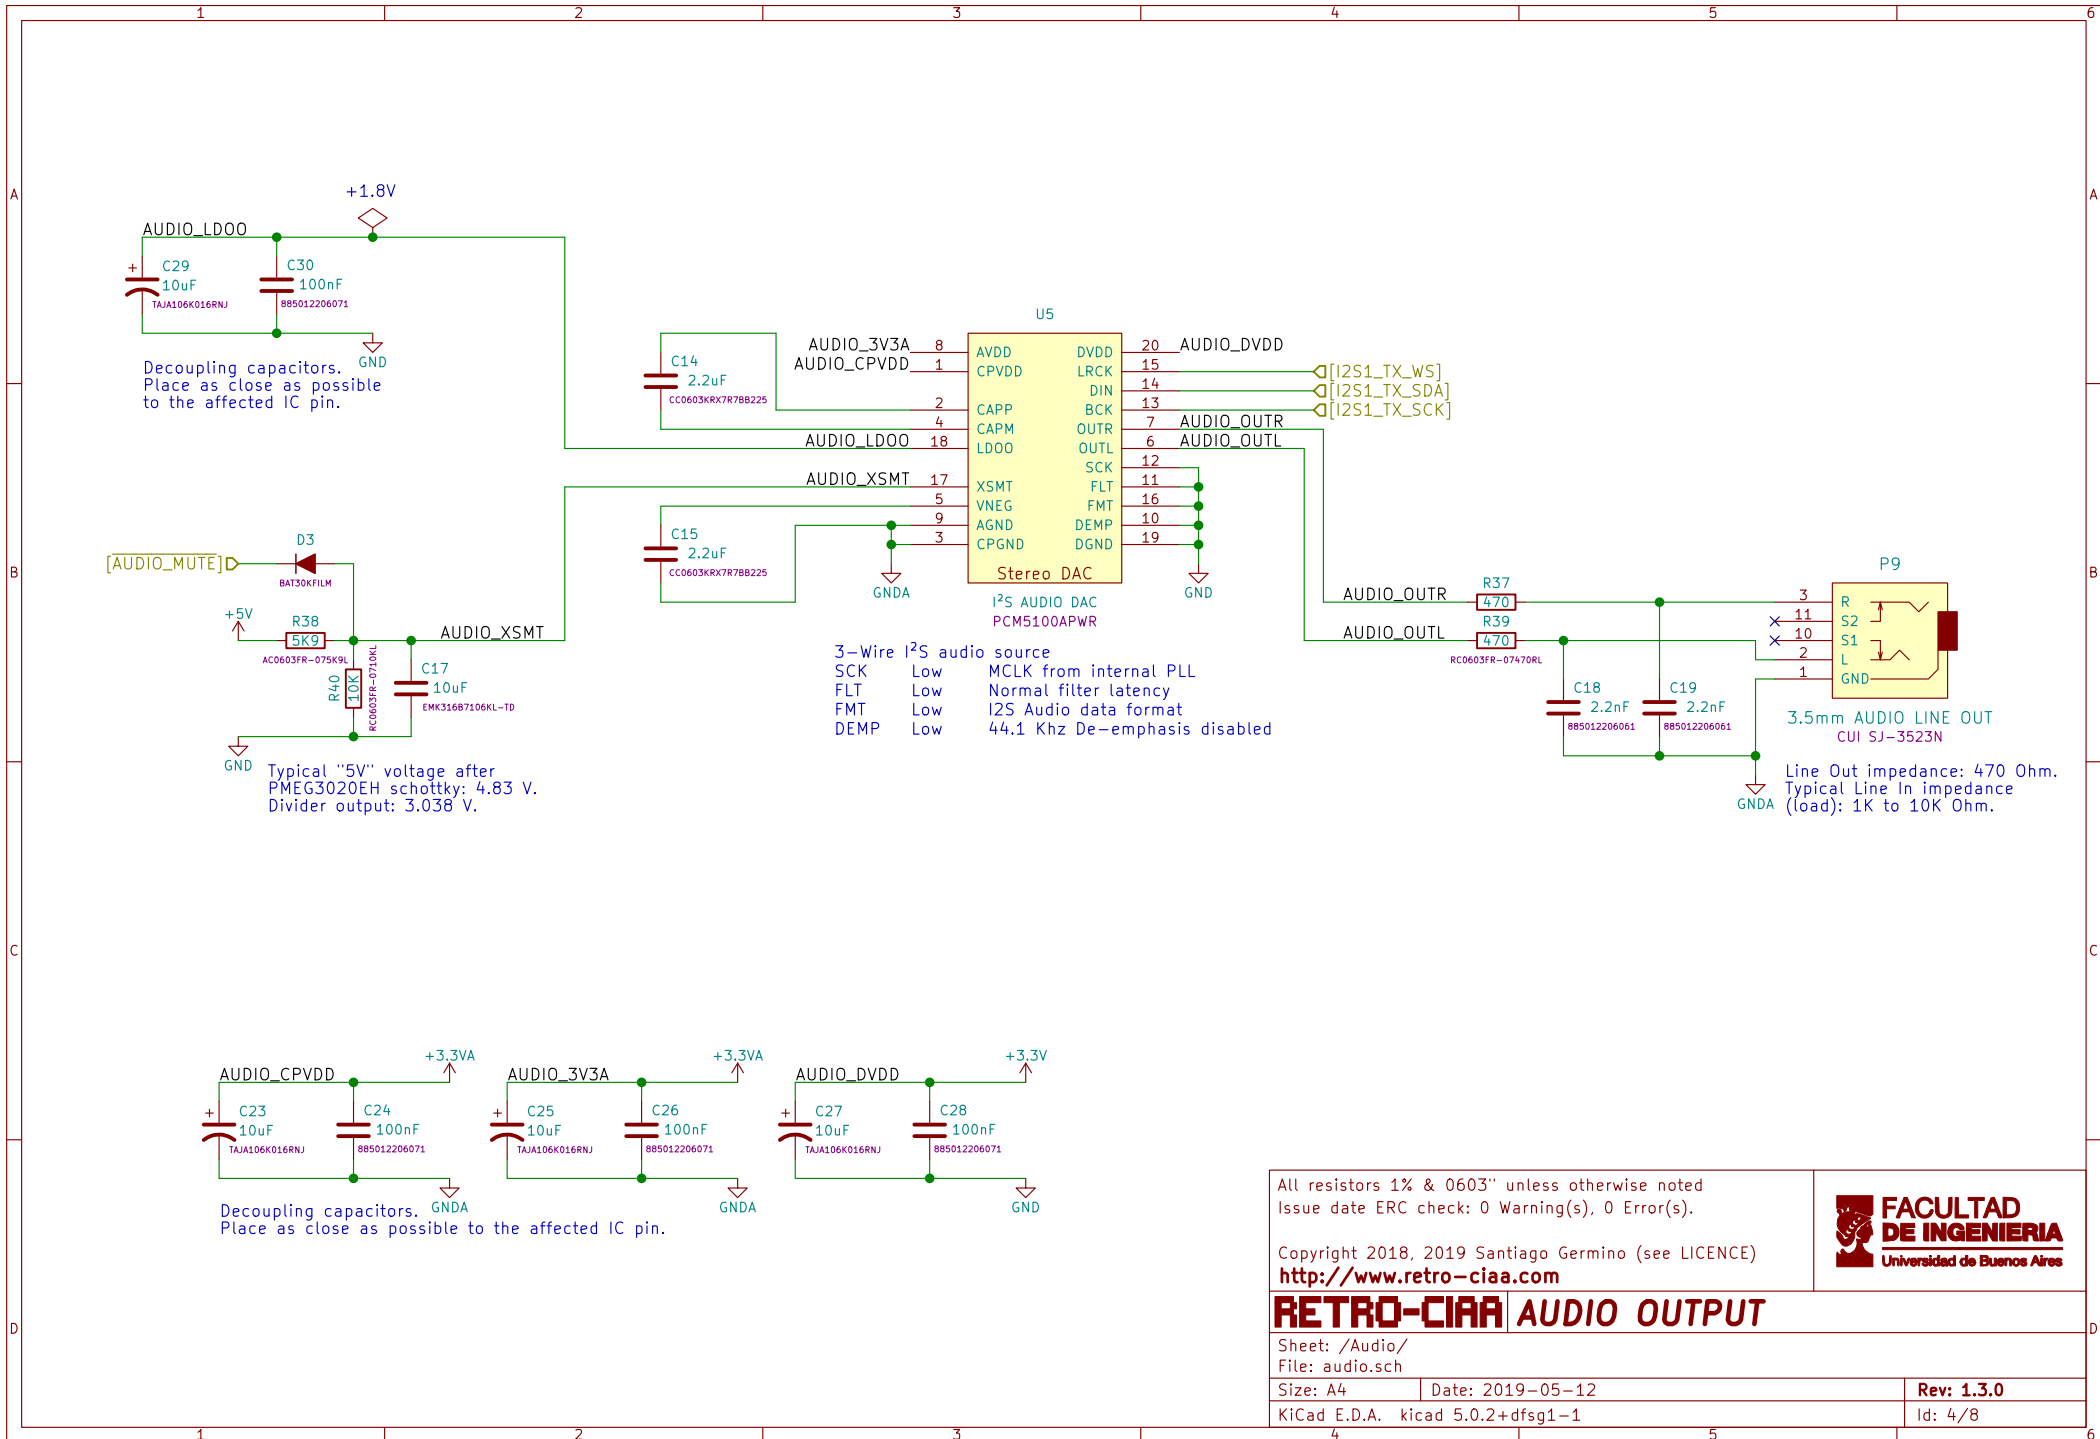 1 2 3 4 5 6
A A
B B
C C
D D
+1.8V
AUDIO_LDOO
C29
10uF
TAJA106K016RNJ
C30
100nF
885012206071
GND
Decoupling capacitors.
Place as close as possible
to the affected IC pin.
[AUDIO_MUTE]
D3
BAT30KFILM
+5V
R38
5K9
AC0603FR-075K9L
AUDIO_XSMT
R40
10K
RC0603FR-0710KL
C17
10uF
EMK316B7106KL-TD
GND
Typical "5V" voltage after
PMEG3020EH schottky: 4.83 V.
Divider output: 3.038 V.
C14
2.2uF
CC0603KRX7R7BB225
C15
2.2uF
CC0603KRX7R7BB225
GNDA
U5
AUDIO_3V3A 8 AVDD
AUDIO_CPVDD 1 CPVDD
2 CAPP
4 CAPM
AUDIO_LDOO 18 LDOO
AUDIO_XSMT 17 XSMT
5 VNEG
9 AGND
3 CPGND
DVDD 20 AUDIO_DVDD
LRCK 15 [I2S1_TX_WS]
DIN 14 [I2S1_TX_SDA]
BCK 13 [I2S1_TX_SCK]
OUTR 7 AUDIO_OUTR
OUTL 6 AUDIO_OUTL
SCK 12
FLT 11
FMT 16
DEMP 10
DGND 19
Stereo DAC
I²S AUDIO DAC
PCM5100APWR
GND
3-Wire I²S audio source
SCK Low MCLK from internal PLL
FLT Low Normal filter latency
FMT Low I2S Audio data format
DEMP Low 44.1 Khz De-emphasis disabled
AUDIO_OUTR
R37
470
AUDIO_OUTL
R39
470
RC0603FR-07470RL
C18
2.2nF
885012206061
C19
2.2nF
885012206061
GNDA
P9
3 R
11 S2
10 S1
2 L
1 GND
3.5mm AUDIO LINE OUT
CUI SJ-3523N
Line Out impedance: 470 Ohm.
Typical Line In impedance
(load): 1K to 10K Ohm.
AUDIO_CPVDD
+3.3VA
C23
10uF
TAJA106K016RNJ
C24
100nF
885012206071
GNDA
AUDIO_3V3A
+3.3VA
C25
10uF
TAJA106K016RNJ
C26
100nF
885012206071
GNDA
AUDIO_DVDD
+3.3V
C27
10uF
TAJA106K016RNJ
C28
100nF
885012206071
GND
Decoupling capacitors.
Place as close as possible to the affected IC pin.
All resistors 1% & 0603" unless otherwise noted
Issue date ERC check: 0 Warning(s), 0 Error(s).
Copyright 2018, 2019 Santiago Germino (see LICENCE)
http://www.retro-ciaa.com
FACULTAD
DE INGENIERIA
Universidad de Buenos Aires
RETRO-CIAA AUDIO OUTPUT
Sheet: /Audio/
File: audio.sch
Size: A4 Date: 2019-05-12 Rev: 1.3.0
KiCad E.D.A. kicad 5.0.2+dfsg1-1 Id: 4/8
1 2 3 4 5 6